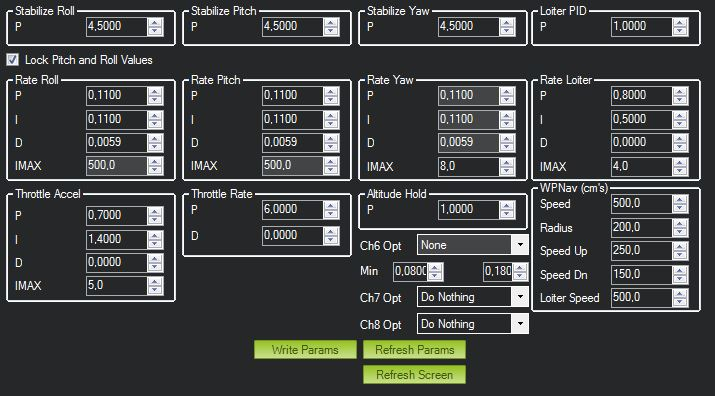 Stabilize Roll
P 4,5000
Stabilize Pitch
P 4,5000
Stabilize Yaw
P 4,5000
Loiter PID
P 1,0000
Lock Pitch and Roll Values
Rate Roll
P 0,1100
I 0,1100
D 0,0059
IMAX 500,0
Rate Pitch
P 0,1100
I 0,1100
D 0,0059
IMAX 500,0
Rate Yaw
P 0,1100
I 0,1100
D 0,0059
IMAX 8,0
Rate Loiter
P 0,8000
I 0,5000
D 0,0000
IMAX 4,0
Throttle Accel
P 0,7000
I 1,4000
D 0,0000
IMAX 5,0
Throttle Rate
P 6,0000
D 0,0000
Altitude Hold
P 1,0000
Ch6 Opt None
Min 0,0800 0,180
Ch7 Opt Do Nothing
Ch8 Opt Do Nothing
WPNav (cm's)
Speed 500,0
Radius 200,0
Speed Up 250,0
Speed Dn 150,0
Loiter Speed 500,0
Write Params
Refresh Params
Refresh Screen